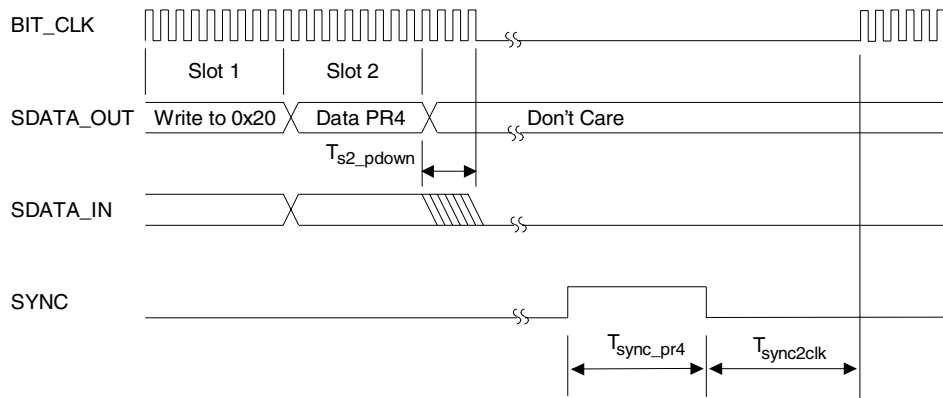 BIT_CLK
Slot 1 Slot 2
SDATA_OUT Write to 0x20 Data PR4 Don't Care
Ts2_pdown
SDATA_IN
SYNC
Tsync_pr4 Tsync2clk